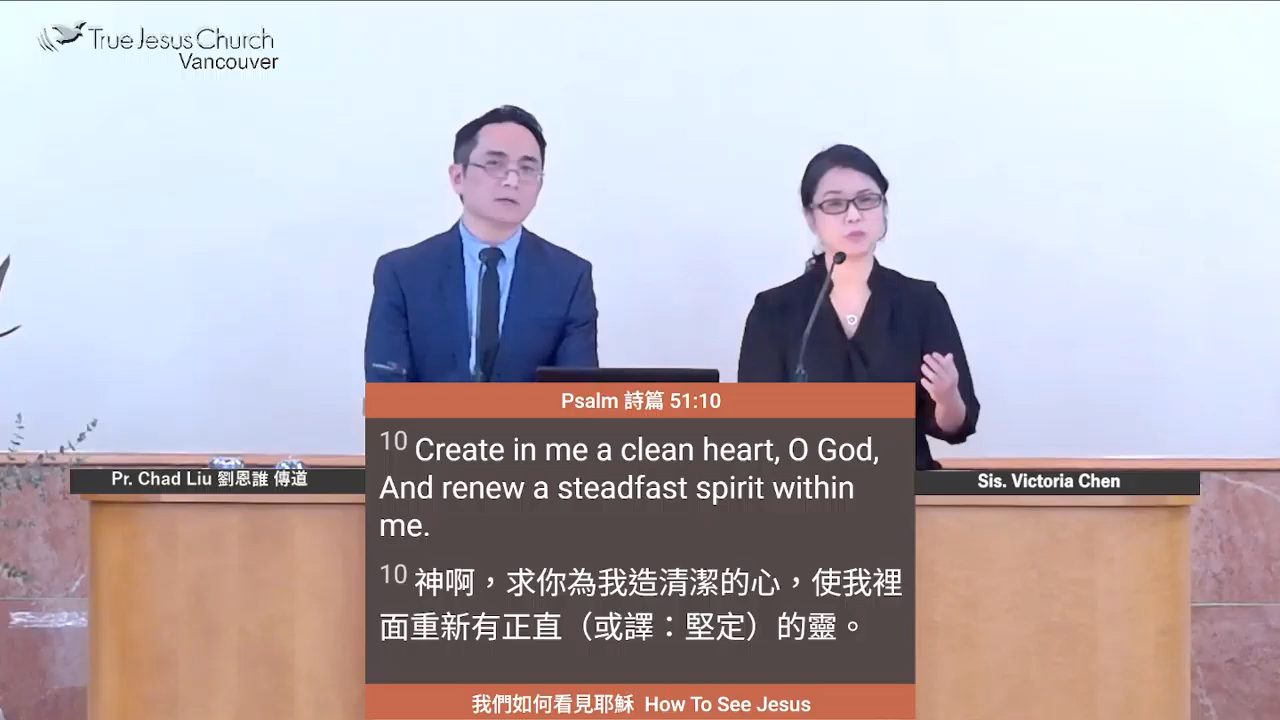 True Jesus Church
Vancouver
Psalm 詩篇 51:10
10 Create in me a clean heart, O God,
And renew a steadfast spirit within
me.
10 神啊，求你為我造清潔的心，使我裡
面重新有正直（或譯：堅定）的靈。
Pr. Chad Liu 劉恩誰 傳道
Sis. Victoria Chen
我們如何看見耶穌 How To See Jesus